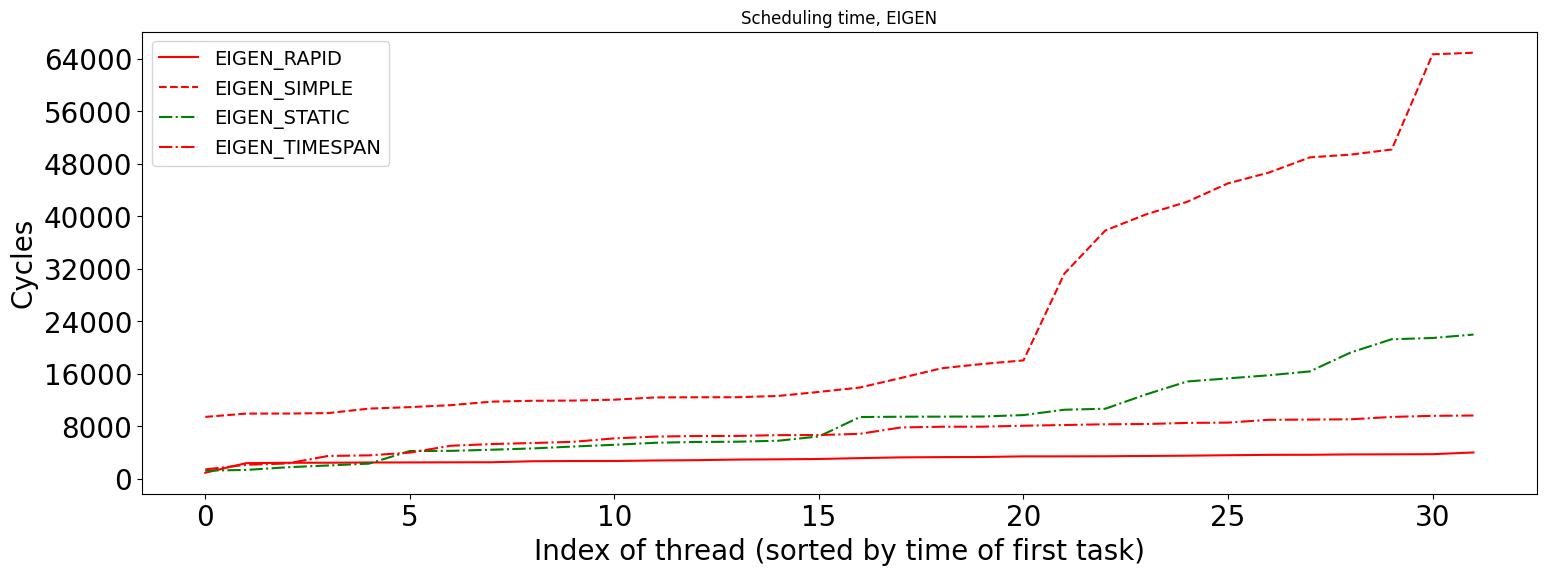 Scheduling time, EIGEN
EIGEN_RAPID
EIGEN_SIMPLE
EIGEN_STATIC
EIGEN_TIMESPAN
Cycles
64000
56000
48000
40000
32000
24000
16000
8000
0
0 5 10 15 20 25 30
Index of thread (sorted by time of first task)